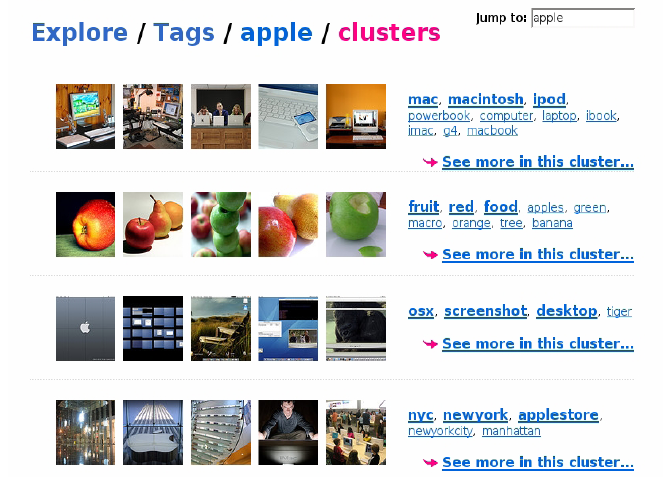 Explore / Tags / apple / clusters
Jump to: apple
mac, macintosh, ipod,
powerbook, computer, laptop, ibook,
imac, g4, macbook
See more in this cluster...
fruit, red, food, apples, green,
macro, orange, tree, banana
See more in this cluster...
osx, screenshot, desktop, tiger
See more in this cluster...
nyc, newyork, applestore,
newyorkcity, manhattan
See more in this cluster...